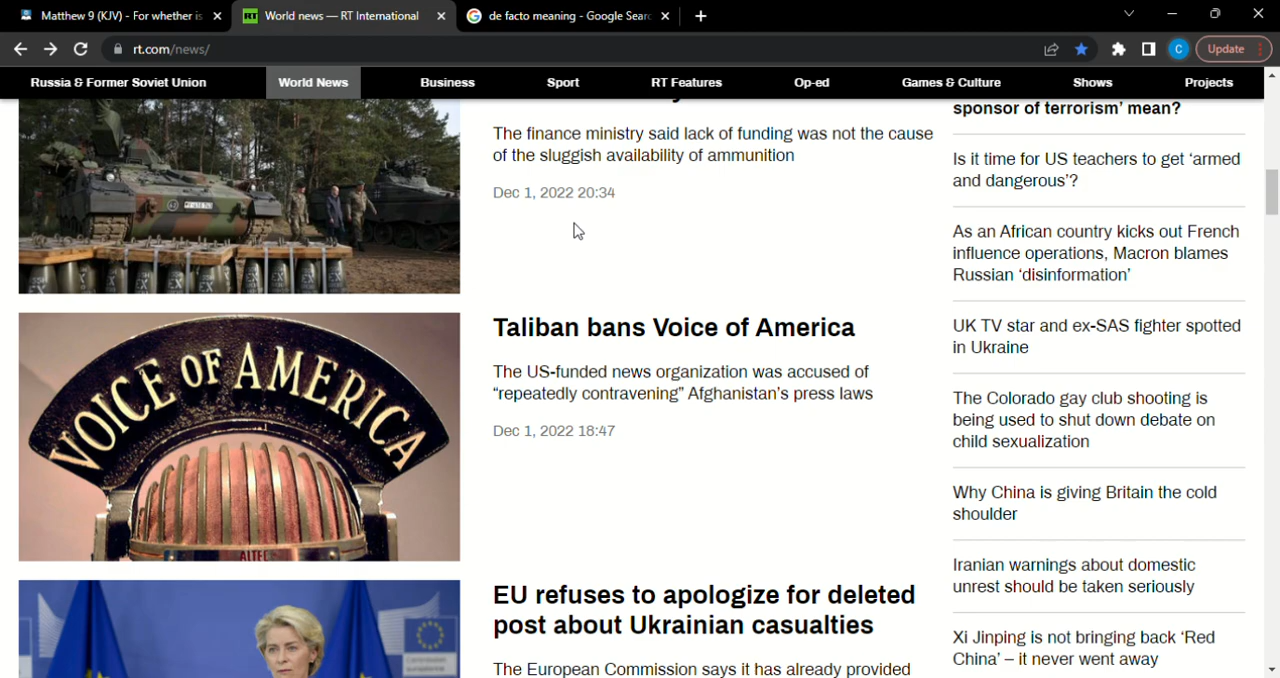 Matthew 9 (KJV) - For whether is
World news — RT International
de facto meaning - Google Searc
rt.com/news/
Update
Russia & Former Soviet Union
World News
Business
Sport
RT Features
Op-ed
Games & Culture
Shows
Projects
The finance ministry said lack of funding was not the cause
of the sluggish availability of ammunition
Dec 1, 2022 20:34
VOICE OF AMERICA
ALTEC
Taliban bans Voice of America
The US-funded news organization was accused of
“repeatedly contravening” Afghanistan’s press laws
Dec 1, 2022 18:47
EU refuses to apologize for deleted
post about Ukrainian casualties
The European Commission says it has already provided
sponsor of terrorism’ mean?
Is it time for US teachers to get ‘armed
and dangerous’?
As an African country kicks out French
influence operations, Macron blames
Russian ‘disinformation’
UK TV star and ex-SAS fighter spotted
in Ukraine
The Colorado gay club shooting is
being used to shut down debate on
child sexualization
Why China is giving Britain the cold
shoulder
Iranian warnings about domestic
unrest should be taken seriously
Xi Jinping is not bringing back ‘Red
China’ – it never went away